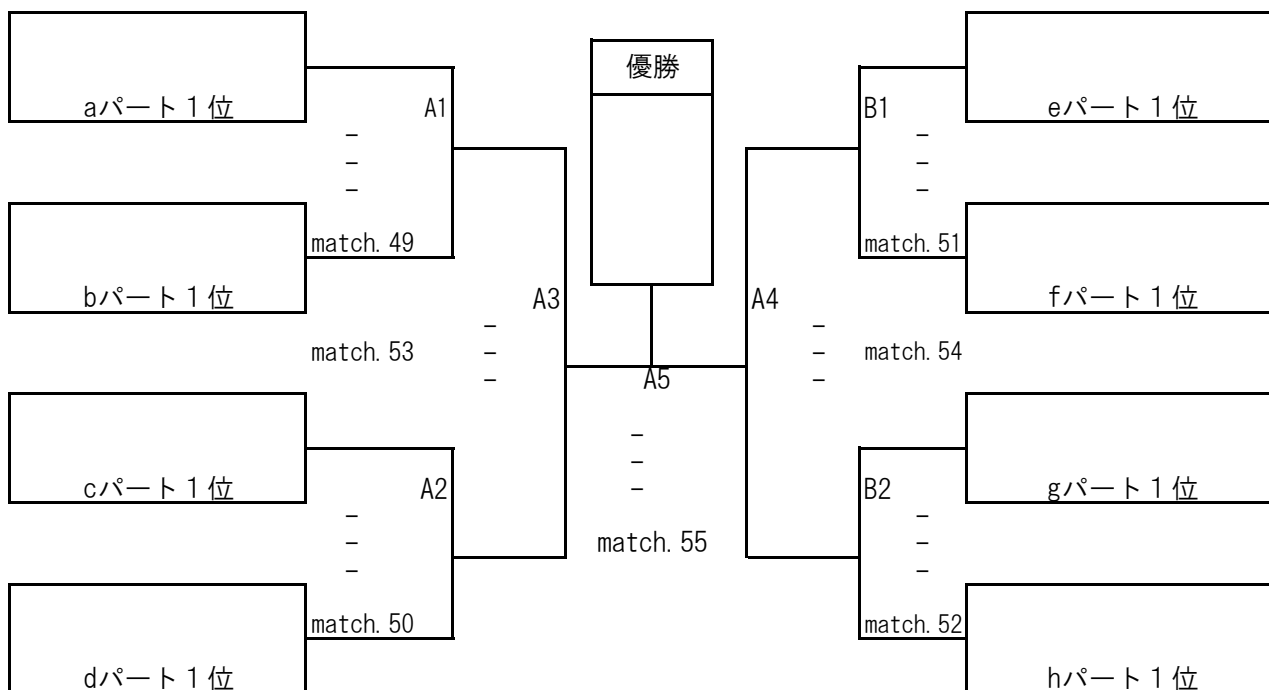 優勝
aパート１位
A1
B1
eパート１位
－
－
－
－
－
－
match. 49
match. 51
bパート１位
A3
A4
fパート１位
－
－
－
－
－
－
match. 53
match. 54
A5
cパート１位
A2
－
－
－
B2
gパート１位
－
－
－
－
－
－
match. 55
match. 50
match. 52
dパート１位
hパート１位